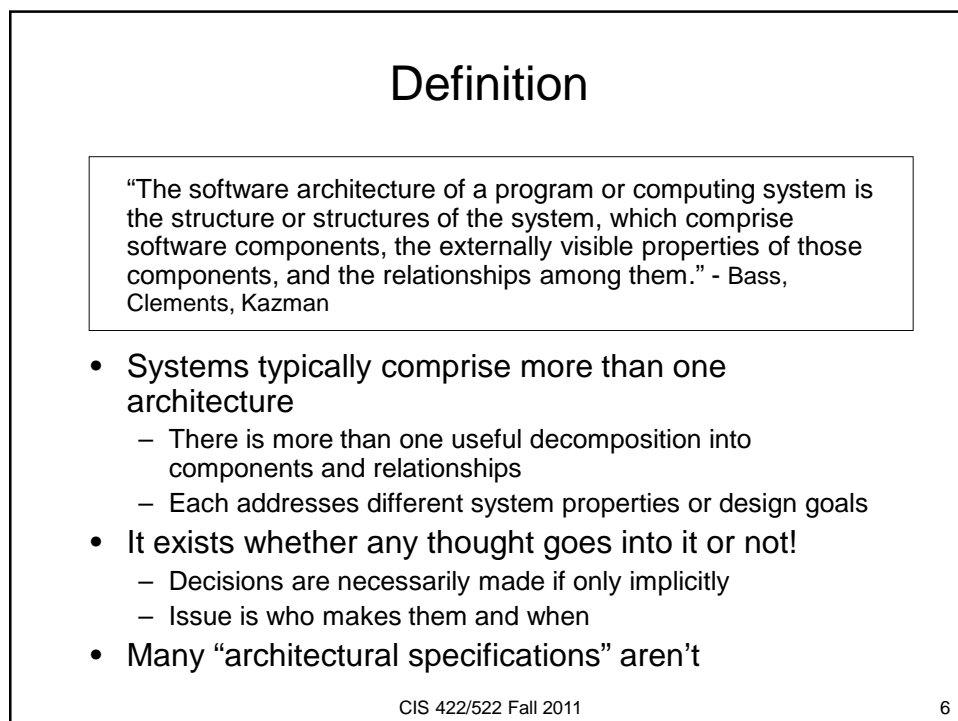 Definition
“The software architecture of a program or computing system is
the structure or structures of the system, which comprise
software components, the externally visible properties of those
components, and the relationships among them.” - Bass,
Clements, Kazman
• Systems typically comprise more than one
architecture
– There is more than one useful decomposition into
components and relationships
– Each addresses different system properties or design goals
• It exists whether any thought goes into it or not!
– Decisions are necessarily made if only implicitly
– Issue is who makes them and when
• Many “architectural specifications” aren’t
CIS 422/522 Fall 2011
6